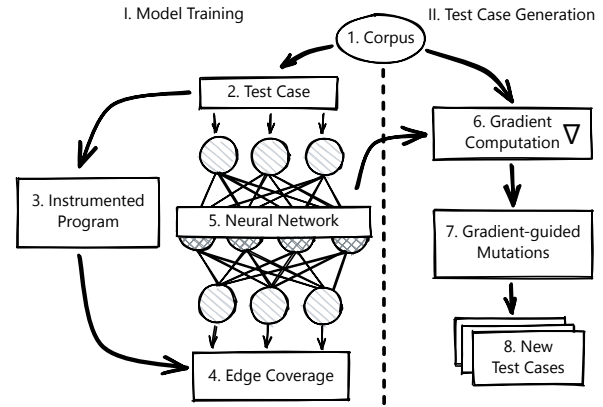 I. Model Training
II. Test Case Generation
1. Corpus
2. Test Case
3. Instrumented
Program
5. Neural Network
4. Edge Coverage
6. Gradient
Computation ∇
7. Gradient-guided
Mutations
8. New
Test Cases